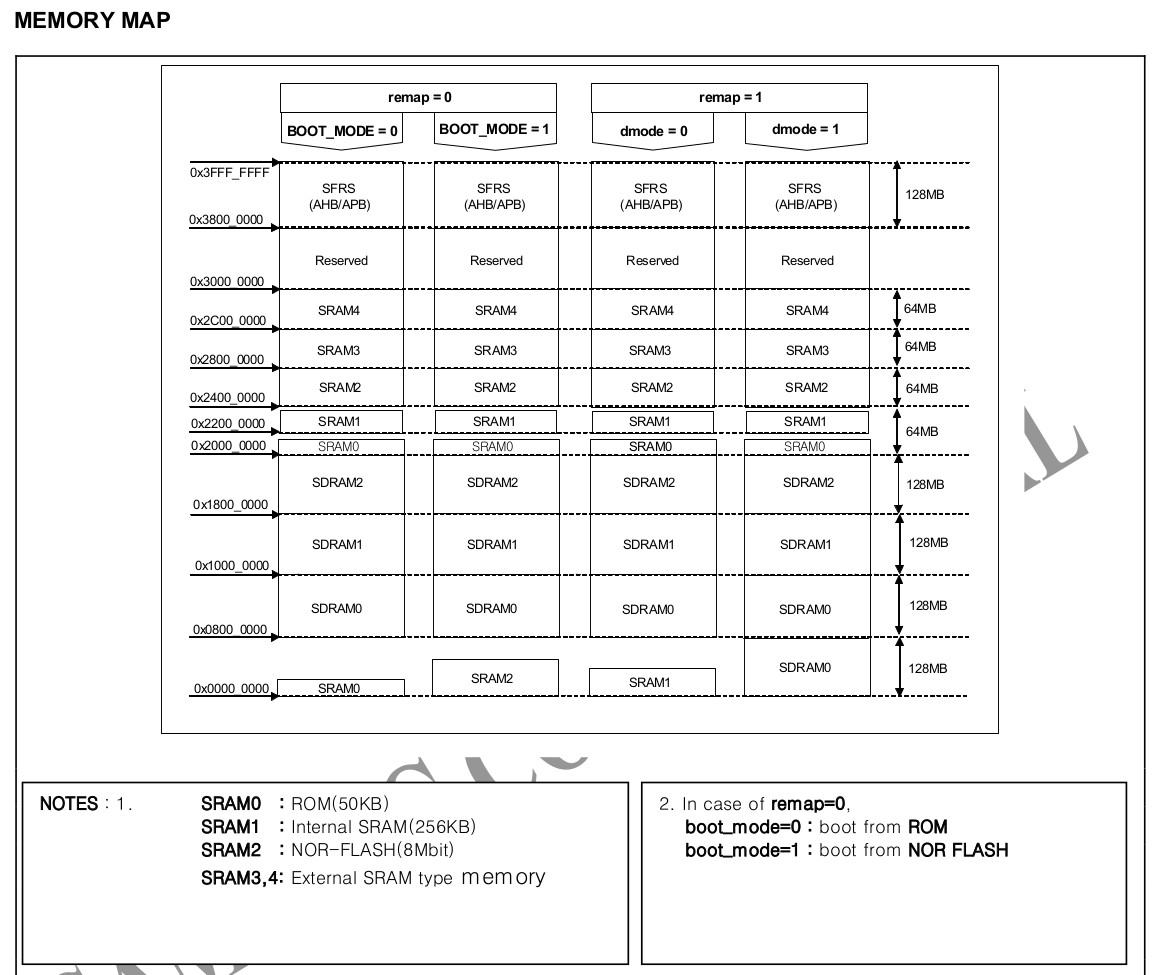 MEMORY MAP
remap = 0 remap = 1
BOOT_MODE = 0 BOOT_MODE = 1 dmode = 0 dmode = 1
0x3FFF_FFFF
SFRS SFRS SFRS SFRS 128MB
(AHB/APB) (AHB/APB) (AHB/APB) (AHB/APB)
0x3800_0000
Reserved Reserved Reserved Reserved
0x3000_0000
SRAM4 SRAM4 SRAM4 SRAM4 64MB
0x2C00_0000
SRAM3 SRAM3 SRAM3 SRAM3 64MB
0x2800_0000
SRAM2 SRAM2 SRAM2 SRAM2 64MB
0x2400_0000
SRAM1 SRAM1 SRAM1 SRAM1
0x2200_0000 64MB
0x2000_0000 SRAM0 SRAM0 SRAM0 SRAM0
SDRAM2 SDRAM2 SDRAM2 SDRAM2 128MB
0x1800_0000
SDRAM1 SDRAM1 SDRAM1 SDRAM1 128MB
0x1000_0000
SDRAM0 SDRAM0 SDRAM0 SDRAM0 128MB
0x0800_0000
SRAM2 SRAM1 SDRAM0 128MB
0x0000_0000 SRAM0
NOTES : 1. SRAM0 : ROM(50KB)
SRAM1 : Internal SRAM(256KB)
SRAM2 : NOR-FLASH(8Mbit)
SRAM3,4: External SRAM type memory
2. In case of remap=0,
boot_mode=0 : boot from ROM
boot_mode=1 : boot from NOR FLASH